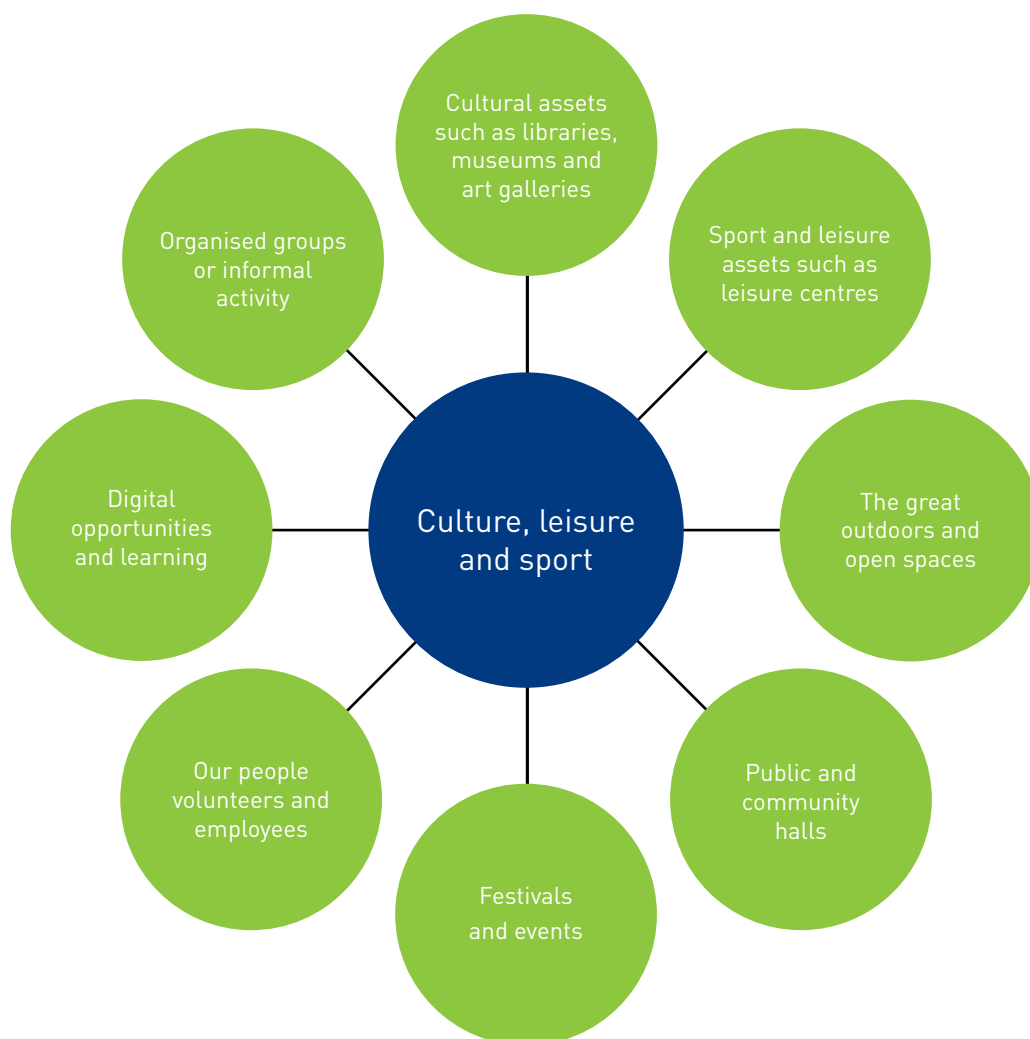 Cultural assets
such as libraries,
museums and
art galleries
Sport and leisure
assets such as
leisure centres
The great
outdoors and
open spaces
Public and
community
halls
Festivals
and events
Our people
volunteers and
employees
Digital
opportunities
and learning
Organised groups
or informal
activity
Culture, leisure
and sport